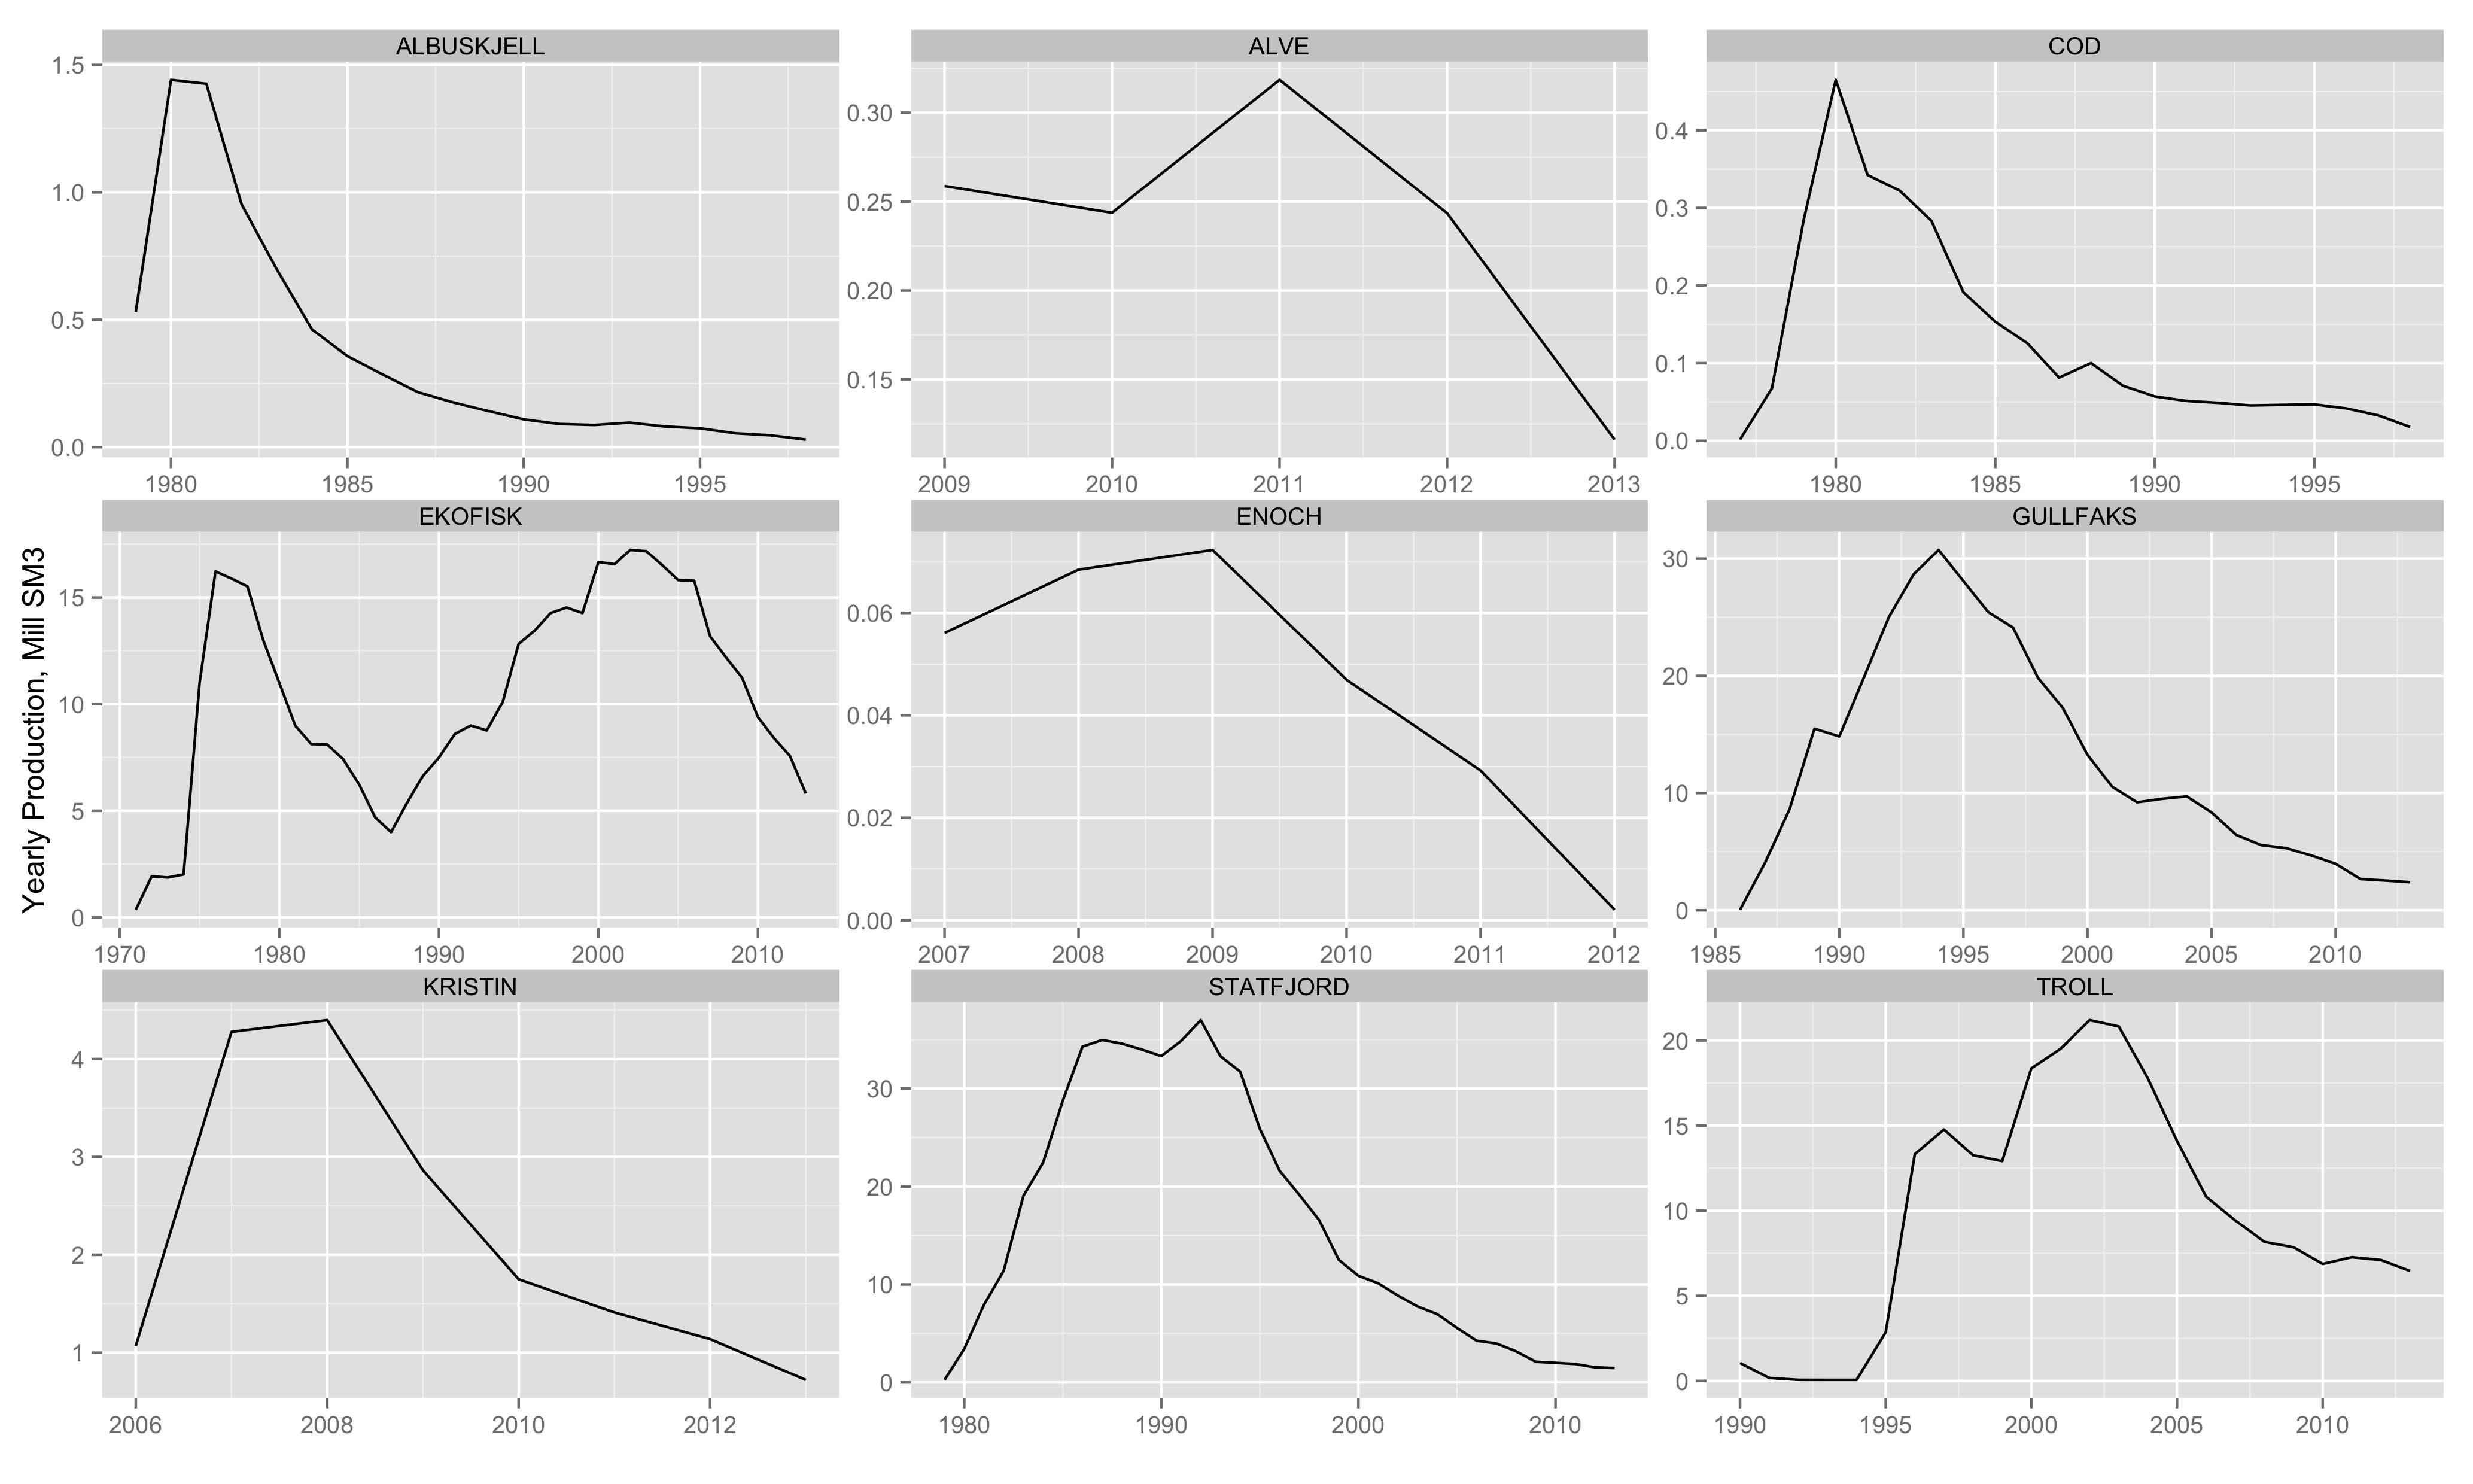 Yearly Production, Mill SM3
ALBUSKJELL
1.5
1.0
0.5
0.0
1980 1985 1990 1995
ALVE
0.30
0.25
0.20
0.15
2009 2010 2011 2012 2013
COD
0.4
0.3
0.2
0.1
0.0
1980 1985 1990 1995
EKOFISK
15
10
5
0
1970 1980 1990 2000 2010
ENOCH
0.06
0.04
0.02
0.00
2007 2008 2009 2010 2011 2012
GULLFAKS
30
20
10
0
1985 1990 1995 2000 2005 2010
KRISTIN
4
3
2
1
2006 2008 2010 2012
STATFJORD
30
20
10
0
1980 1990 2000 2010
TROLL
20
15
10
5
0
1990 1995 2000 2005 2010